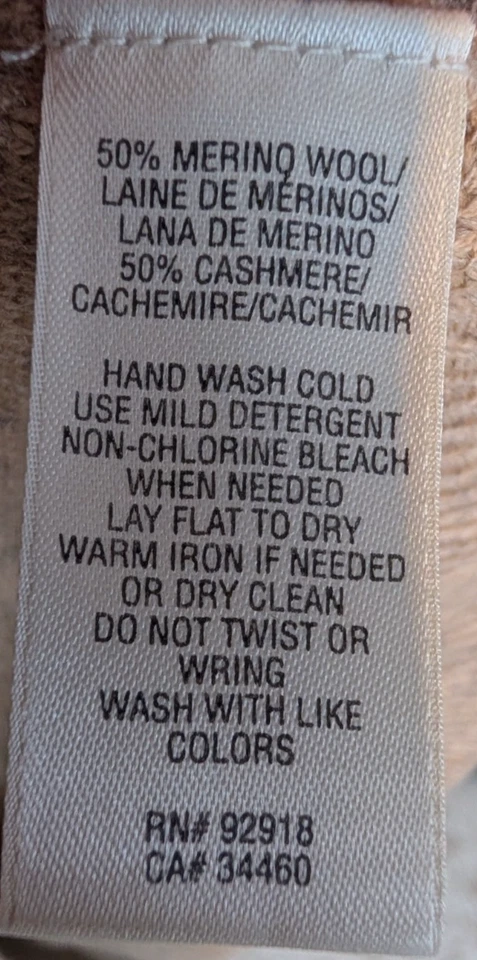 50% MERINO WOOL/
LAINE DE MÉRINOS/
LANA DE MERINO
50% CASHMERE/
CACHEMIRE/CACHEMIR
HAND WASH COLD
USE MILD DETERGENT
NON-CHLORINE BLEACH
WHEN NEEDED
LAY FLAT TO DRY
WARM IRON IF NEEDED
OR DRY CLEAN
DO NOT TWIST OR
WRING
WASH WITH LIKE
COLORS
RN# 92918
CA# 34460